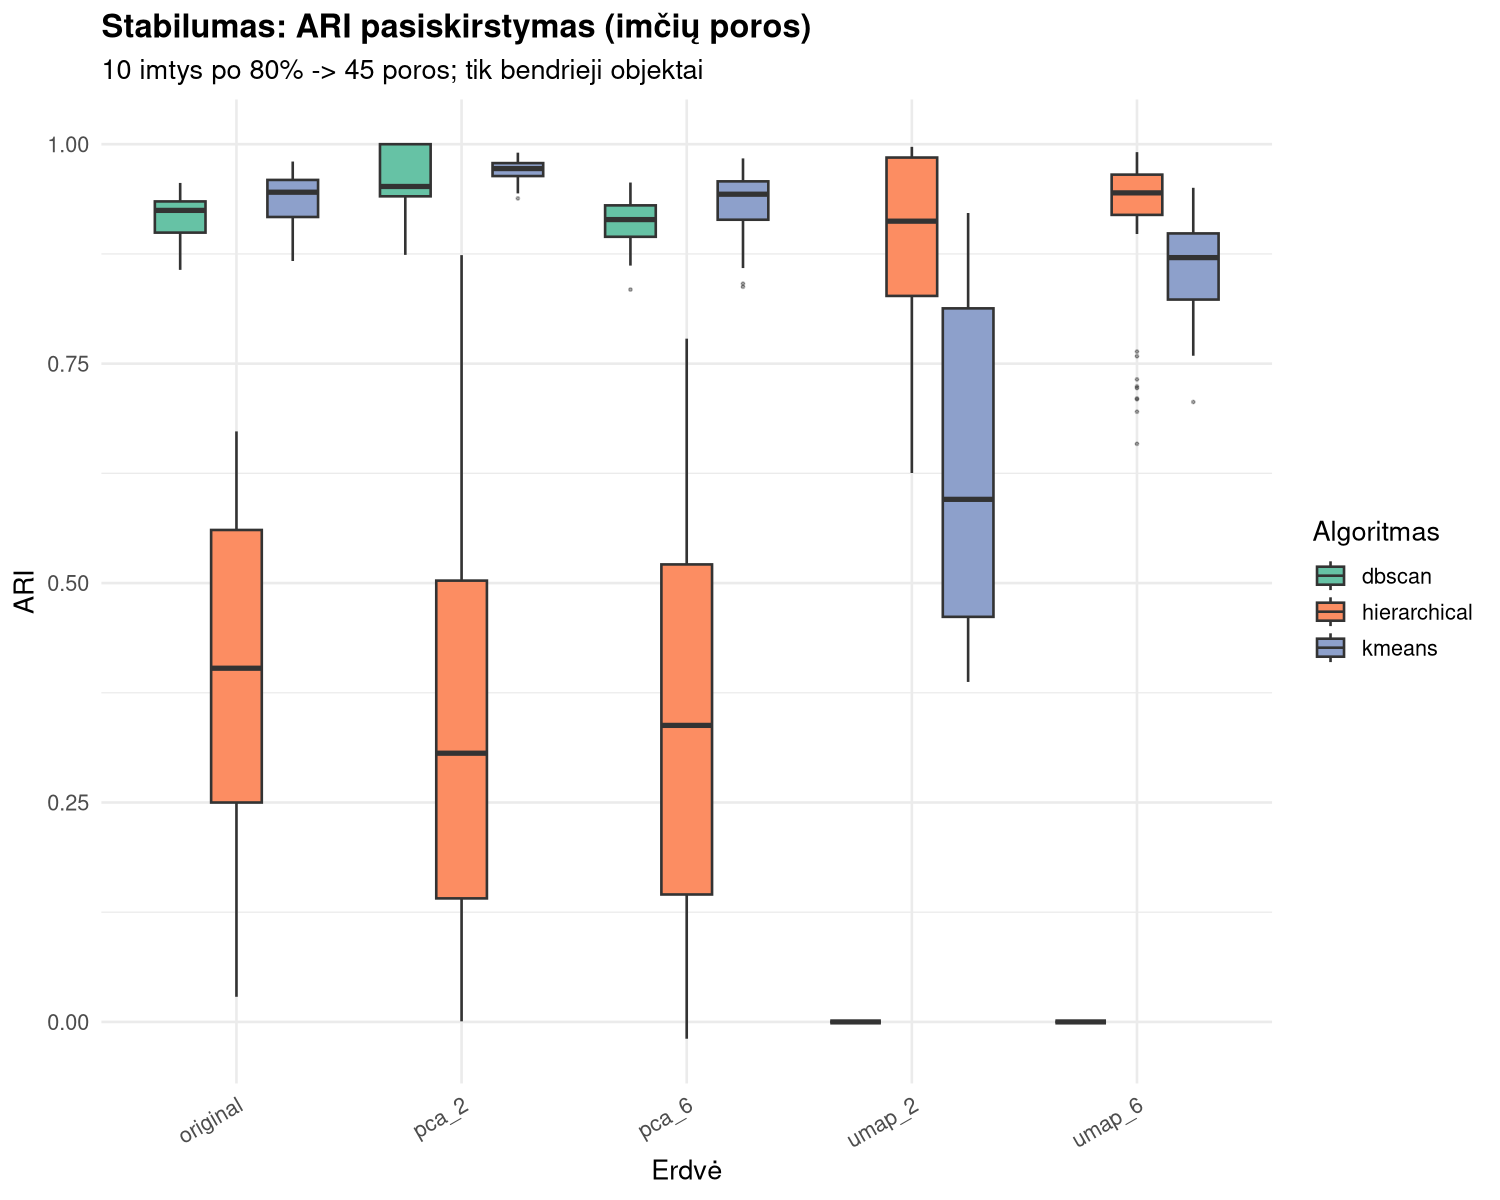 Stabilumas: ARI pasiskirstymas (imčių poros)
10 imtys po 80% -> 45 poros; tik bendrieji objektai
1.00
0.75
0.50
0.25
0.00
ARI
original
pca_2
pca_6
umap_2
umap_6
Erdvė
Algoritmas
dbscan
hierarchical
kmeans